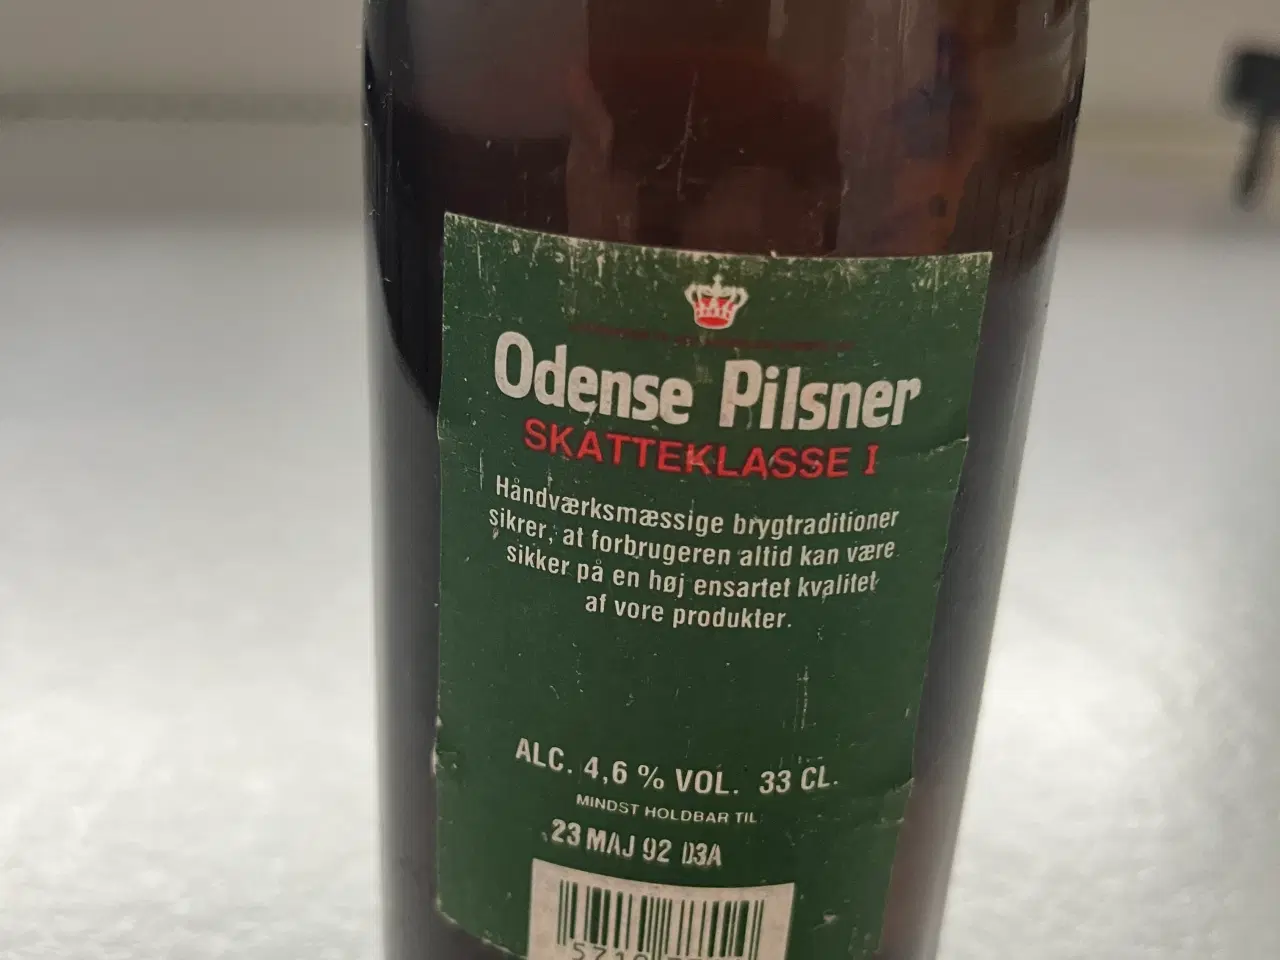 Odense Pilsner
SKATTEKLASSE I
Håndværksmæssige brygtraditioner
sikrer, at forbrugeren altid kan være
sikker på en høj ensartet kvalitet
af vore produkter.
ALC. 4,6 % VOL. 33 CL.
MINDST HOLDBAR TIL
23 MAJ 92 D3A